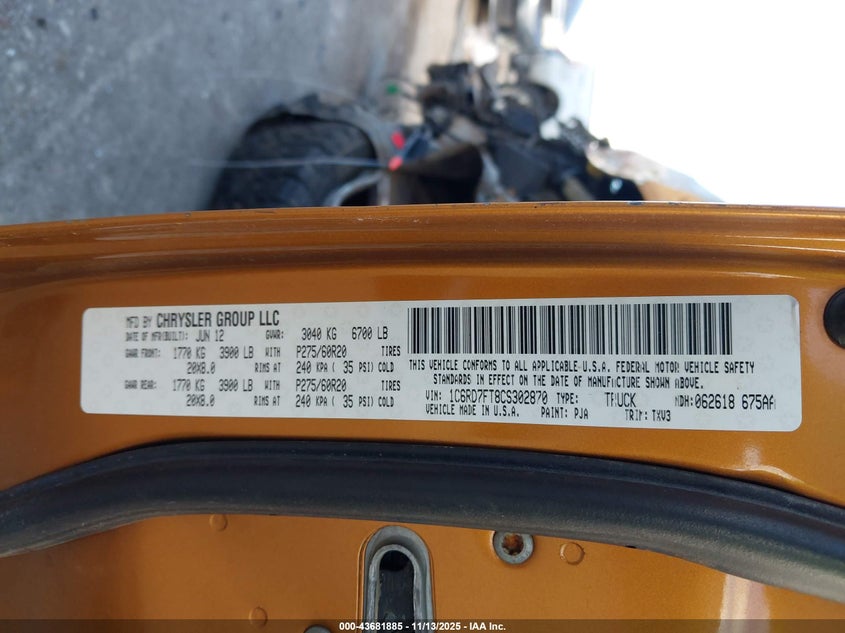 MFD BY CHRYSLER GROUP LLC
DATE OF MFR(BUILT): JUN 12 GVWR: 3040 KG 6700 LB
GAWR FRONT: 1770 KG 3900 LB WITH P275/60R20 TIRES
20X8.0 RIMS AT 240 KPA ( 35 PSI) COLD
GAWR REAR: 1770 KG 3900 LB WITH P275/60R20 TIRES
20X8.0 RIMS AT 240 KPA ( 35 PSI) COLD
THIS VEHICLE CONFORMS TO ALL APPLICABLE U.S.A. FEDERAL MOTOR VEHICLE SAFETY
STANDARDS IN EFFECT ON THE DATE OF MANUFACTURE SHOWN ABOVE.
VIN: 1C6RD7FT8CS302870 TYPE: TRUCK MDH:062618 675AA
VEHICLE MADE IN U.S.A. PAINT: PJA TRIM: TXV3
000-43681885 - 11/13/2025 - IAA Inc.